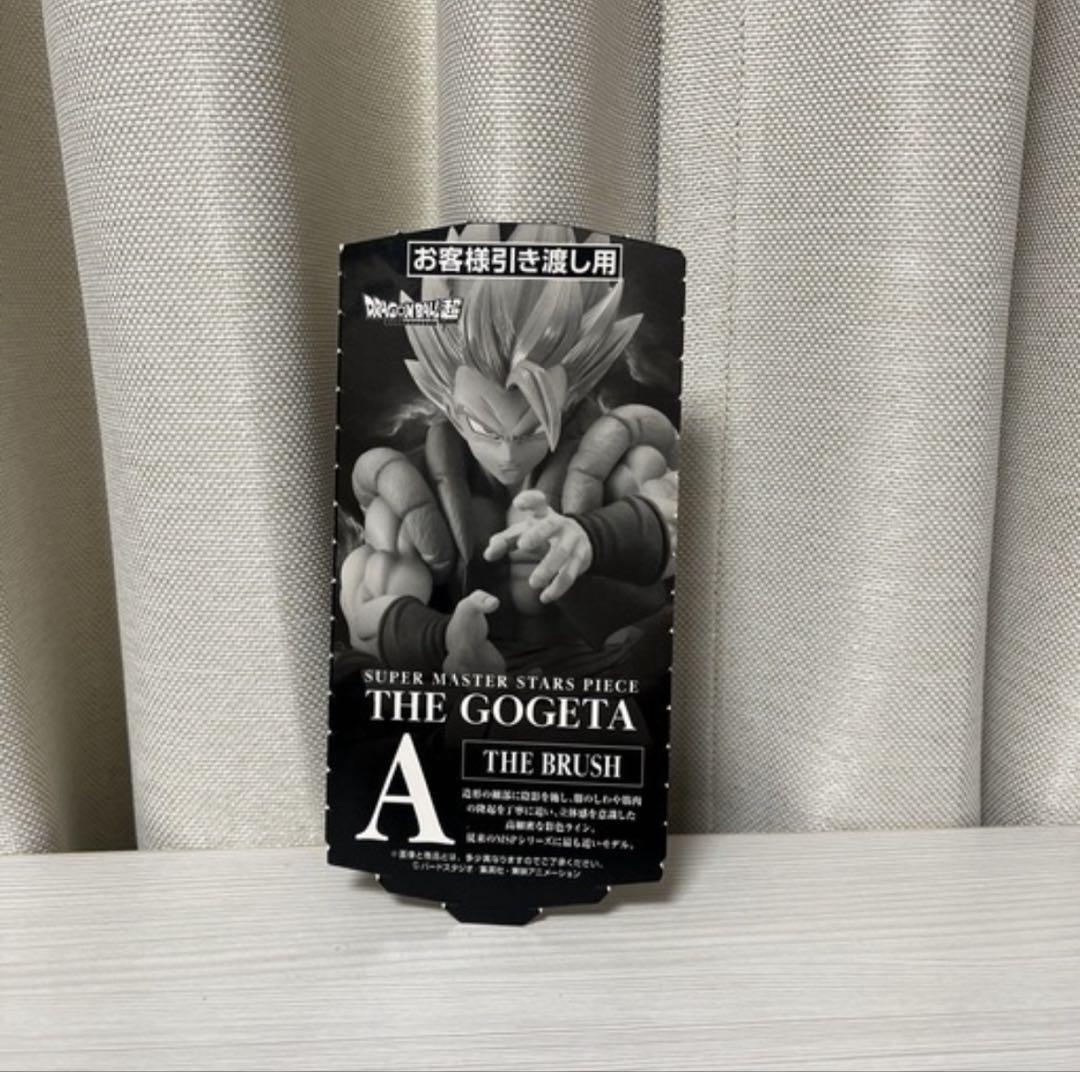 お客様引き渡し用
DRAGON BALL超
SUPER MASTER STARS PIECE
THE GOGETA
A
THE BRUSH
造形の細部に陰影を施し、服のしわや筋肉
の隆起を丁寧に追い、立体感を意識した
高細密な彩色ライン。
従来のMSPシリーズに最も近いモデル。
※画像と商品とは、多少異なりますのでご了承ください。
©バードスタジオ/集英社・東映アニメーション